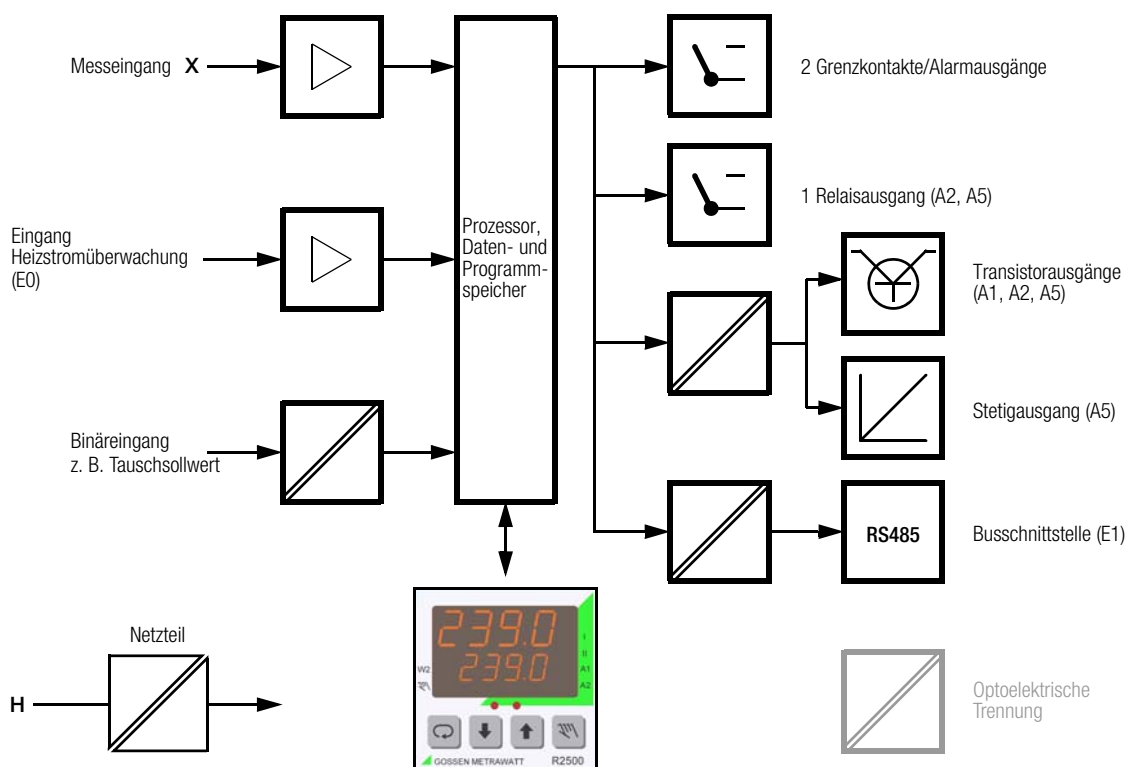 Messeingang X
2 Grenzkontakte/Alarmausgänge
1 Relaisausgang (A2, A5)
Eingang
Heizstromüberwachung
(E0)
Prozessor,
Daten- und
Programm-
speicher
Transistorausgänge
(A1, A2, A5)
Stetigausgang (A5)
Binäreingang
z. B. Tauschsollwert
RS485
Busschnittstelle (E1)
Netzteil
H
239.0
239.0
I
II
W2
A1
A2
GOSSEN METRAWATT R2500
Optoelektrische
Trennung